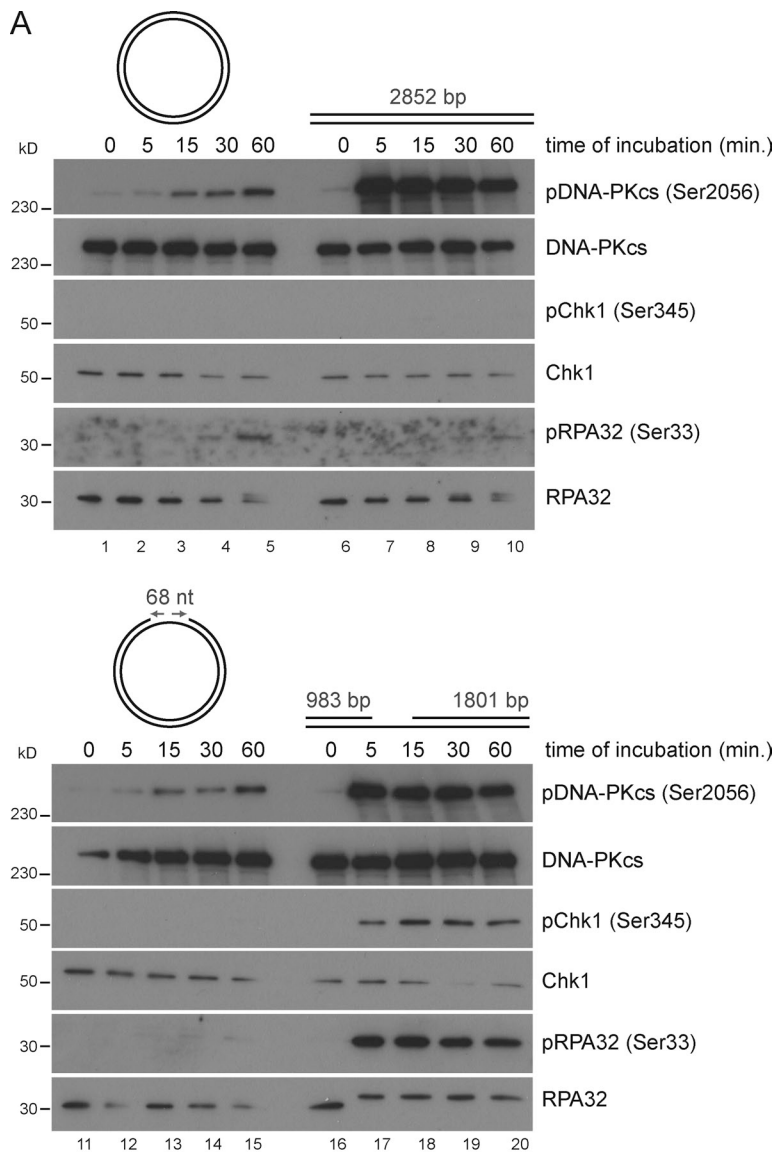 A
2852 bp
kD 0 5 15 30 60 0 5 15 30 60 time of incubation (min.)
230 pDNA-PKcs (Ser2056)
230 DNA-PKcs
50 pChk1 (Ser345)
50 Chk1
30 pRPA32 (Ser33)
30 RPA32
1 2 3 4 5 6 7 8 9 10
68 nt
983 bp 1801 bp
kD 0 5 15 30 60 0 5 15 30 60 time of incubation (min.)
230 pDNA-PKcs (Ser2056)
230 DNA-PKcs
50 pChk1 (Ser345)
50 Chk1
30 pRPA32 (Ser33)
30 RPA32
11 12 13 14 15 16 17 18 19 20